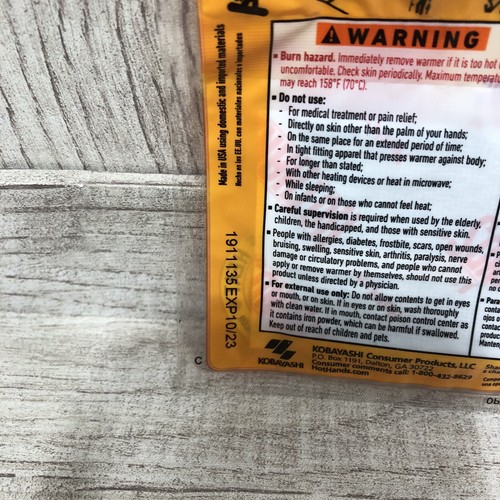 WARNING
▪ Burn hazard. Immediately remove warmer if it is too hot
uncomfortable. Check skin periodically. Maximum temperat
may reach 158°F (70°C).
▪ Do not use:
- For medical treatment or pain relief;
- Directly on skin other than the palm of your hands;
- On the same place for an extended period of time;
- In tight fitting apparel that presses warmer against body;
- For longer than stated;
- With other heating devices or heat in microwave;
- While sleeping;
- On infants or on those who cannot feel heat;
▪ Careful supervision is required when used by the elderly,
children, the handicapped, and those with sensitive skin.
▪ People with allergies, diabetes, frostbite, scars, open wounds,
bruising, swelling, sensitive skin, arthritis, paralysis, nerve
damage or circulatory problems, and people who cannot
apply or remove warmer by themselves, should not use this
product unless directed by a physician.
▪ For external use only: Do not allow contents to get in eyes
or mouth, or on skin. If in eyes or on skin, wash thoroughly
with clean water. If in mouth, contact poison control center as
it contains iron powder, which can be harmful if swallowed.
Keep out of reach of children and pets.
KOBAYASHI
KOBAYASHI Consumer Products, LLC
P.O. Box 1191, Dalton, GA 30722
Consumer comments call: 1-800-432-8629
HotHands.com
Made in USA using domestic and imported materials
Hecho en los EE.UU. con materiales nacionales y importados
1911135EXP10/23
C